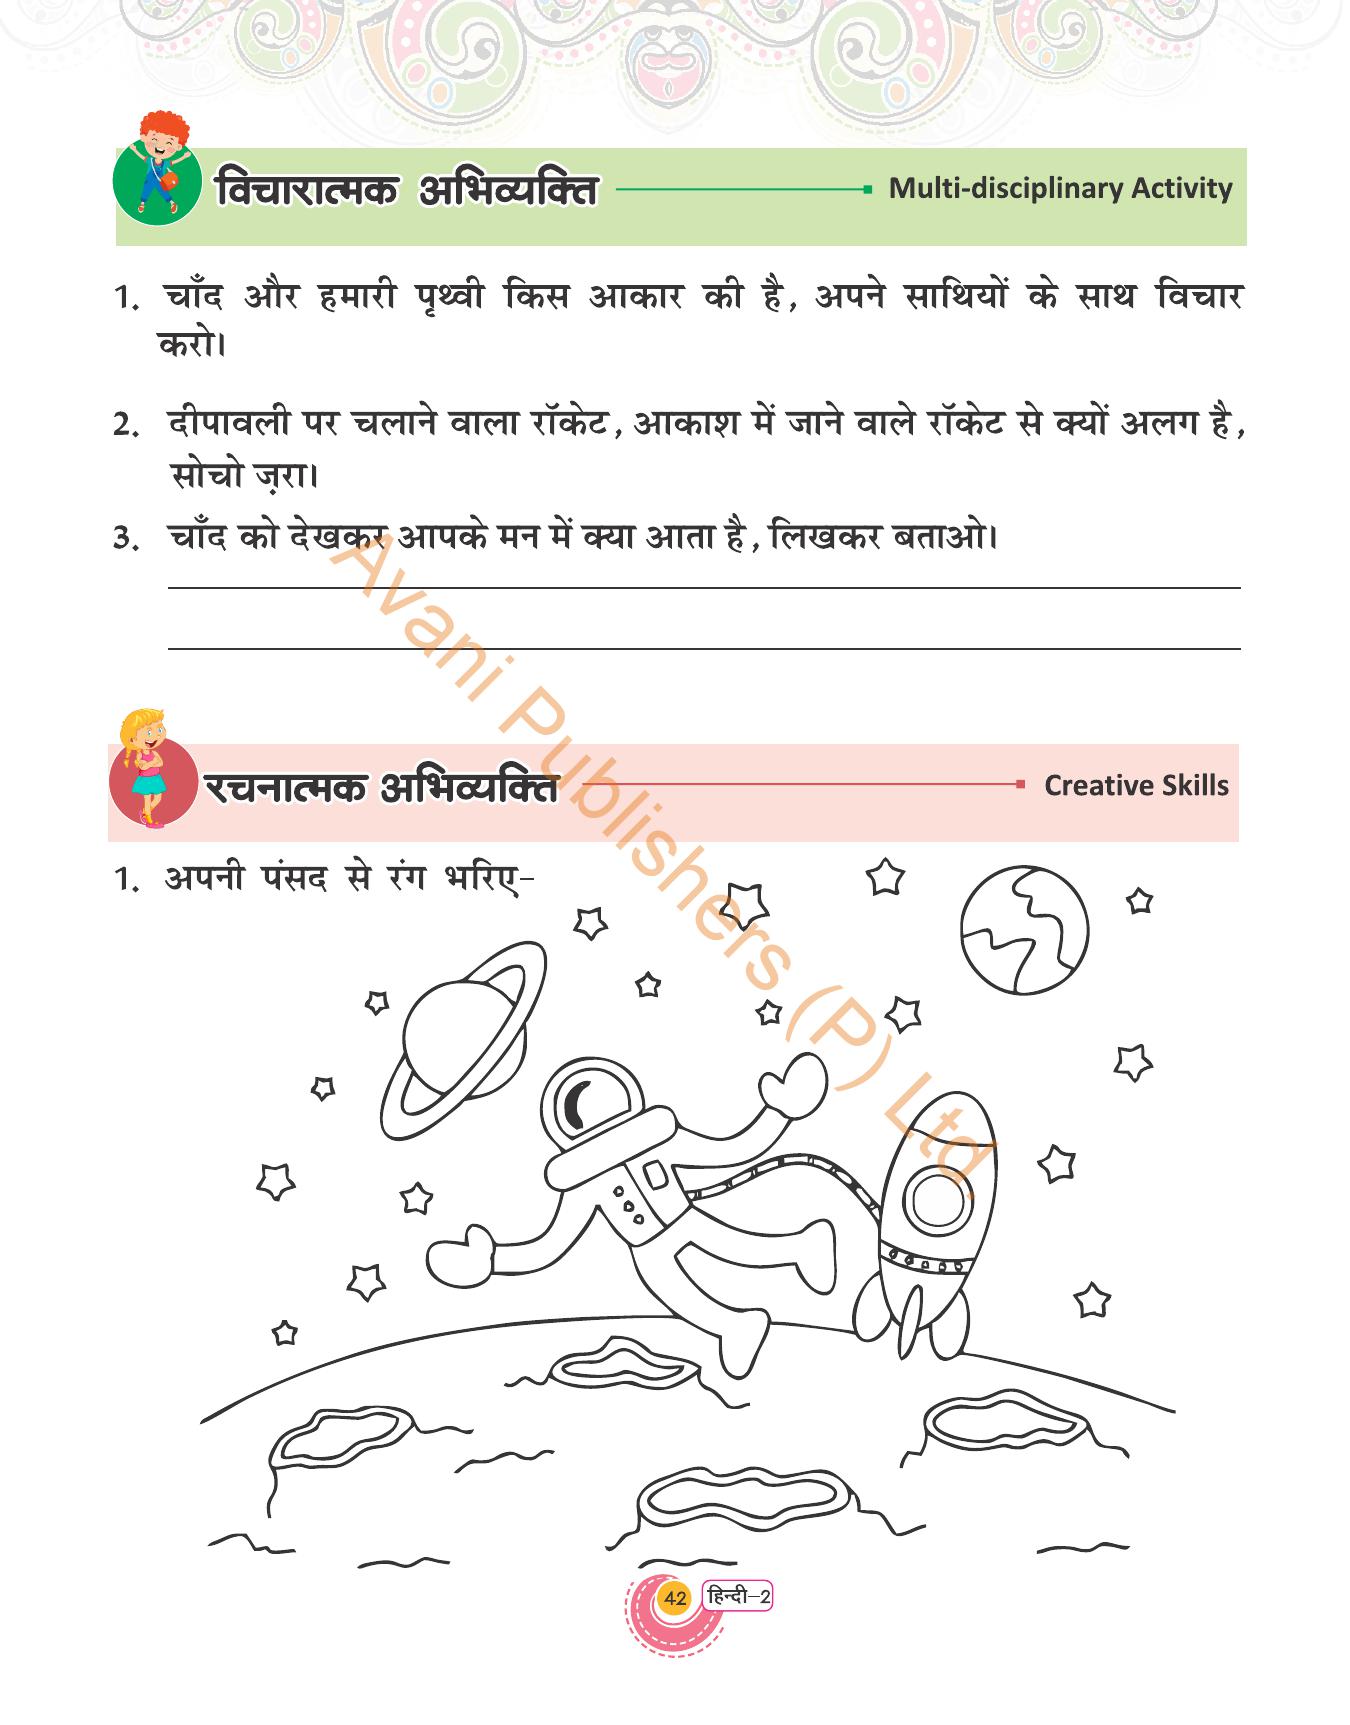 विचारात्मक अभिव्यक्ति Multi-disciplinary Activity
1. चाँद और हमारी पृथ्वी किस आकार की है, अपने साथियों के साथ विचार
करो।
2. दीपावली पर चलाने वाला रॉकेट, आकाश में जाने वाले रॉकेट से क्यों अलग है,
सोचो ज़रा।
3. चाँद को देखकर आपके मन में क्या आता है, लिखकर बताओ।
Avani Publishers (P) Ltd.
रचनात्मक अभिव्यक्ति Creative Skills
1. अपनी पंसद से रंग भरिए-
42 हिन्दी-2